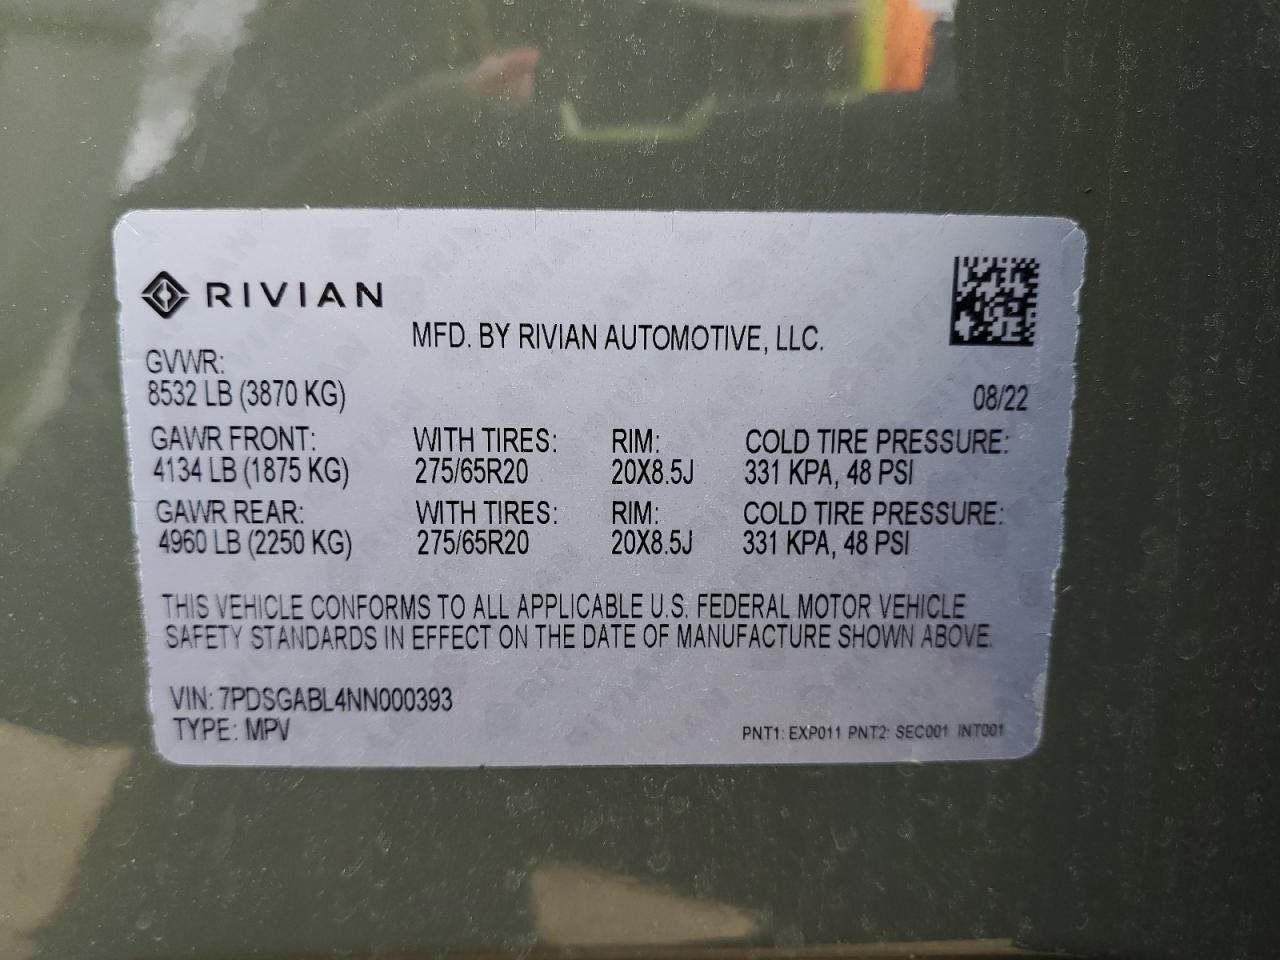 RIVIAN
MFD. BY RIVIAN AUTOMOTIVE, LLC.
GVWR:
8532 LB (3870 KG)
08/22
GAWR FRONT: WITH TIRES: RIM: COLD TIRE PRESSURE:
4134 LB (1875 KG) 275/65R20 20X8.5J 331 KPA, 48 PSI
GAWR REAR: WITH TIRES: RIM: COLD TIRE PRESSURE:
4960 LB (2250 KG) 275/65R20 20X8.5J 331 KPA, 48 PSI
THIS VEHICLE CONFORMS TO ALL APPLICABLE U.S. FEDERAL MOTOR VEHICLE
SAFETY STANDARDS IN EFFECT ON THE DATE OF MANUFACTURE SHOWN ABOVE.
VIN: 7PDSGABL4NN000393
TYPE: MPV
PNT1: EXP011 PNT2: SEC001 INT001